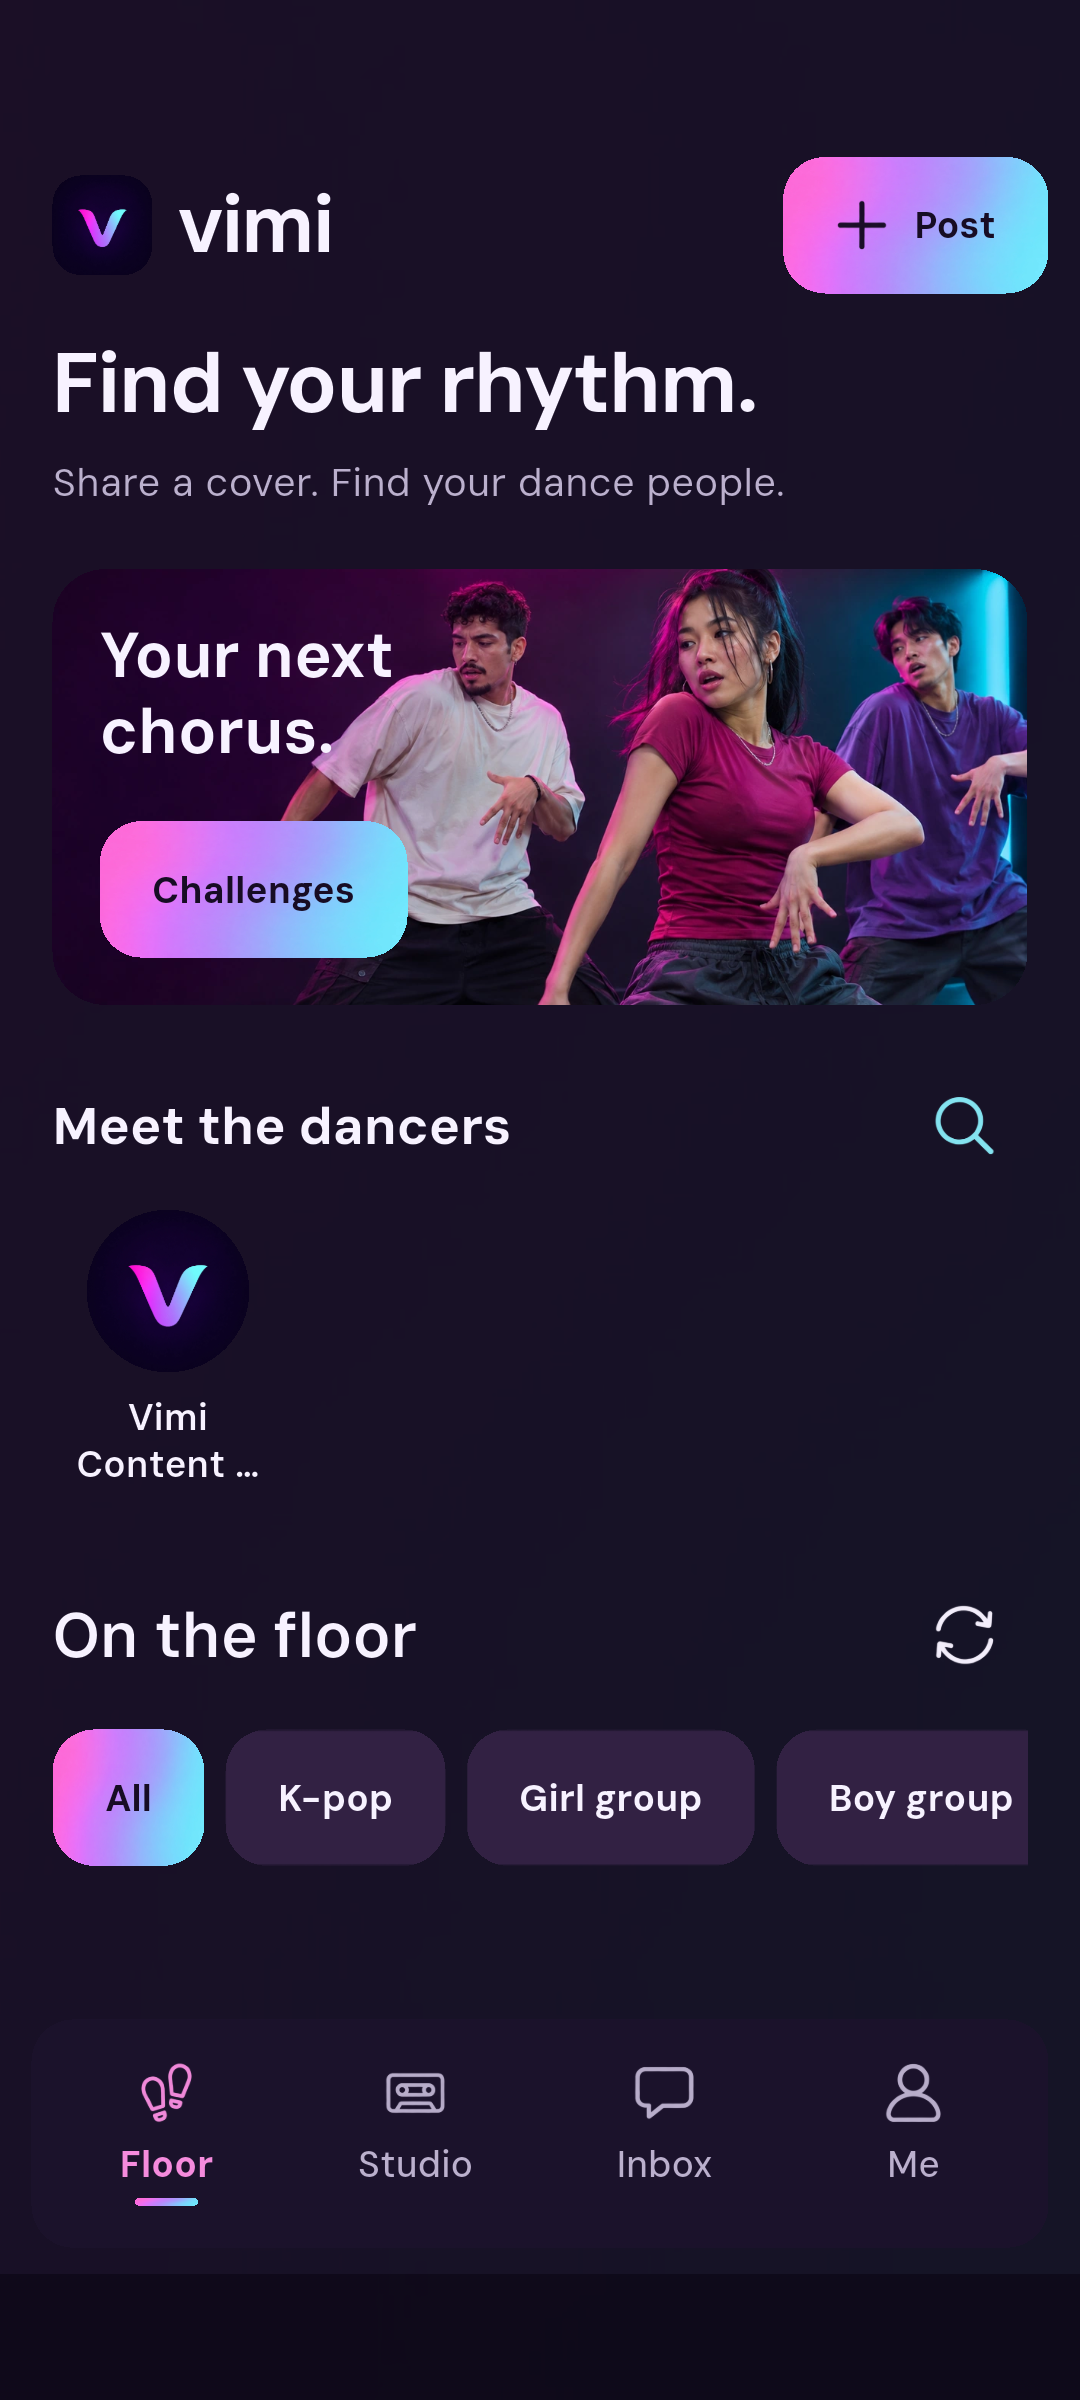 vimi
Post
Find your rhythm.
Share a cover. Find your dance people.
Your next
chorus.
Challenges
Meet the dancers
Vimi
Content ...
On the floor
All
K-pop
Girl group
Boy group
Floor
Studio
Inbox
Me